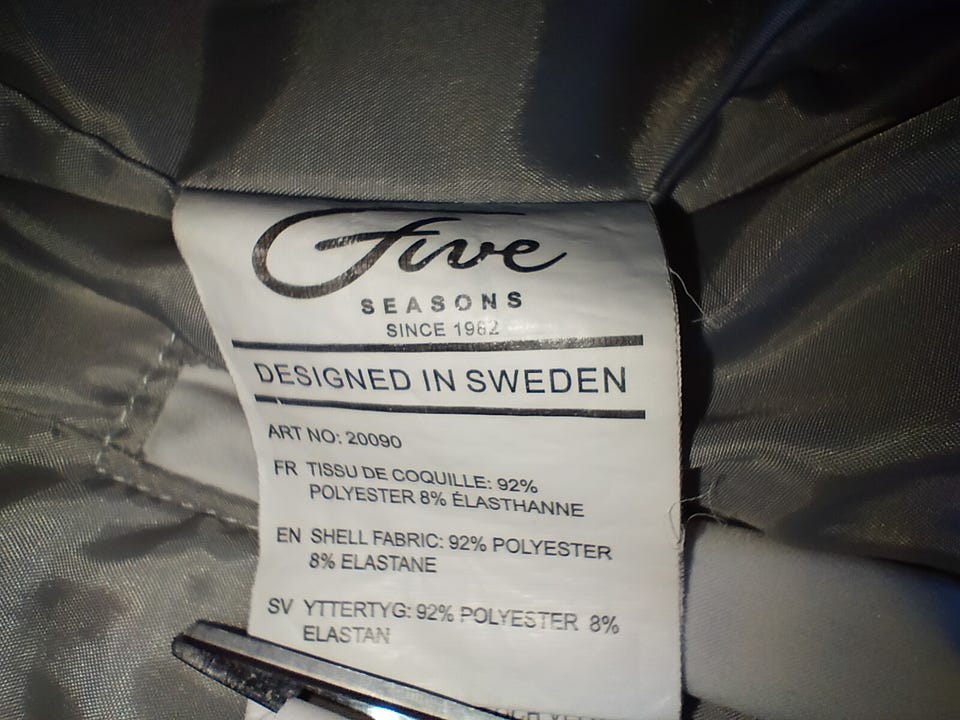 Five
SEASONS
SINCE 1982
DESIGNED IN SWEDEN
ART NO: 20090
FR TISSU DE COQUILLE: 92%
POLYESTER 8% ÉLASTHANNE
EN SHELL FABRIC: 92% POLYESTER
8% ELASTANE
SV YTTERTYG: 92% POLYESTER 8%
ELASTAN